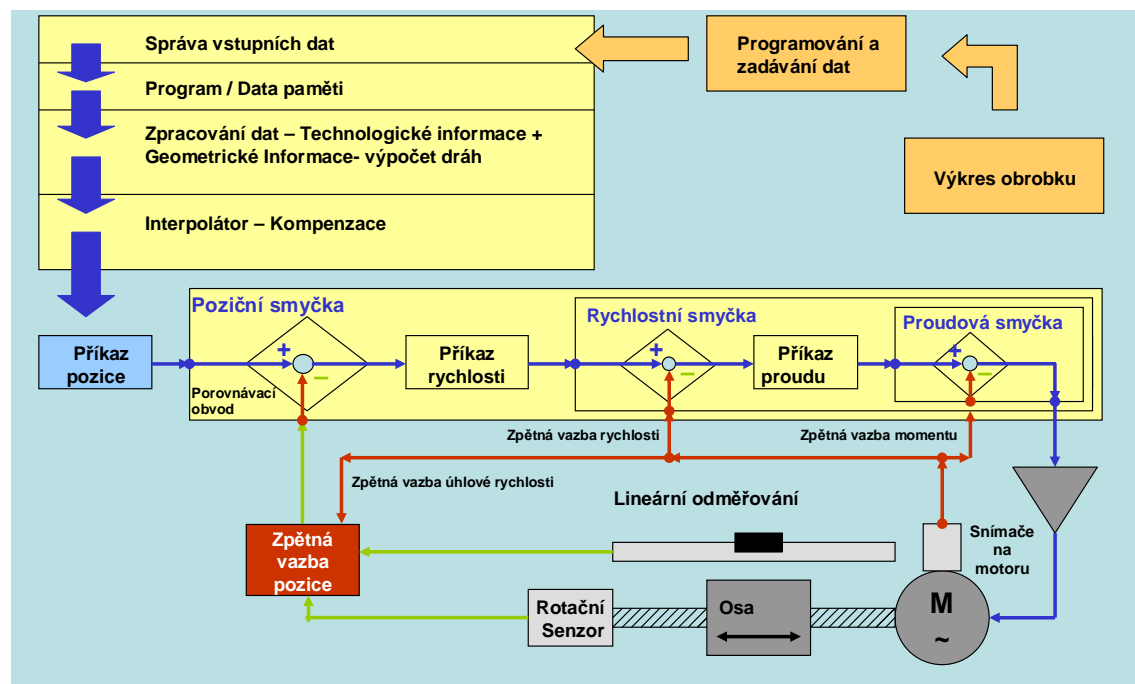 Správa vstupních dat
Program / Data paměti
Zpracování dat – Technologické informace +
Geometrické Informace- výpočet dráh
Interpolátor – Kompenzace
Programování a
zadávání dat
Výkres obrobku
Poziční smyčka
Rychlostní smyčka
Proudová smyčka
Příkaz
pozice
+
–
Porovnávací
obvod
Příkaz
rychlosti
+
–
Příkaz
proudu
+
–
Zpětná vazba rychlosti
Zpětná vazba momentu
Zpětná vazba úhlové rychlosti
Lineární odměřování
Zpětná
vazba
pozice
Snímače
na
motoru
Rotační
Senzor
Osa
M
~